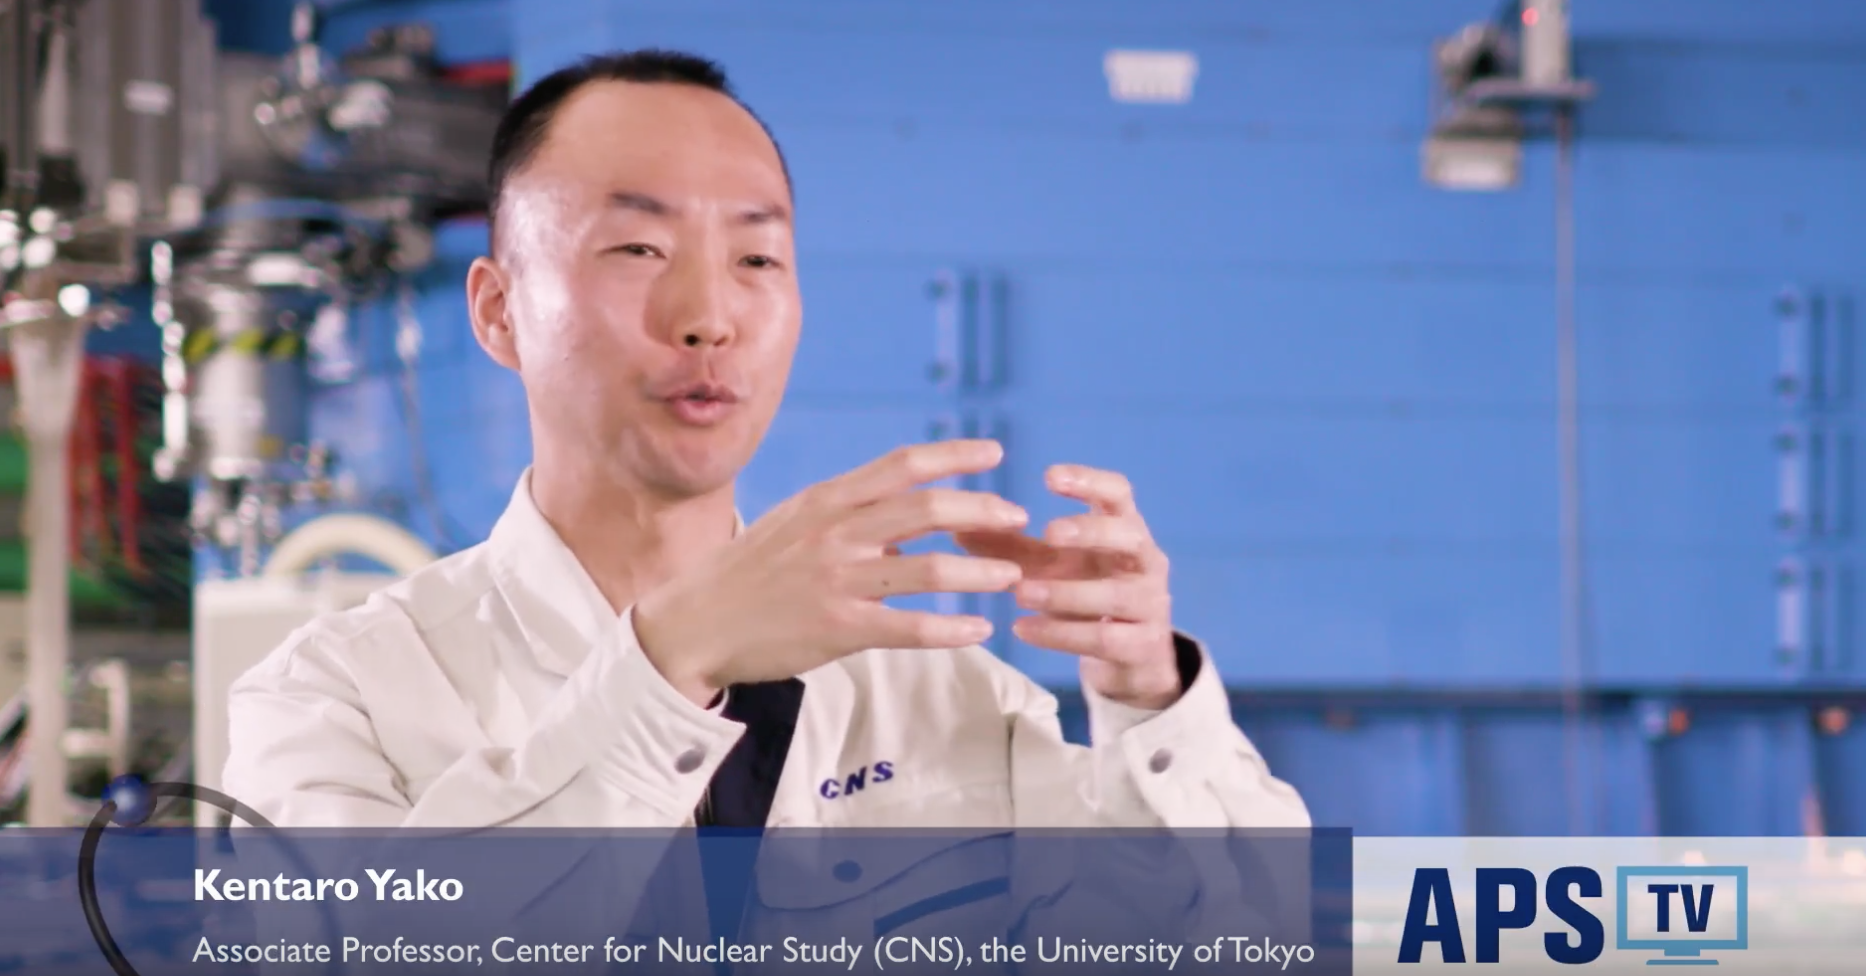 CNS
Kentaro Yako
Associate Professor, Center for Nuclear Study (CNS), the University of Tokyo
APS TV